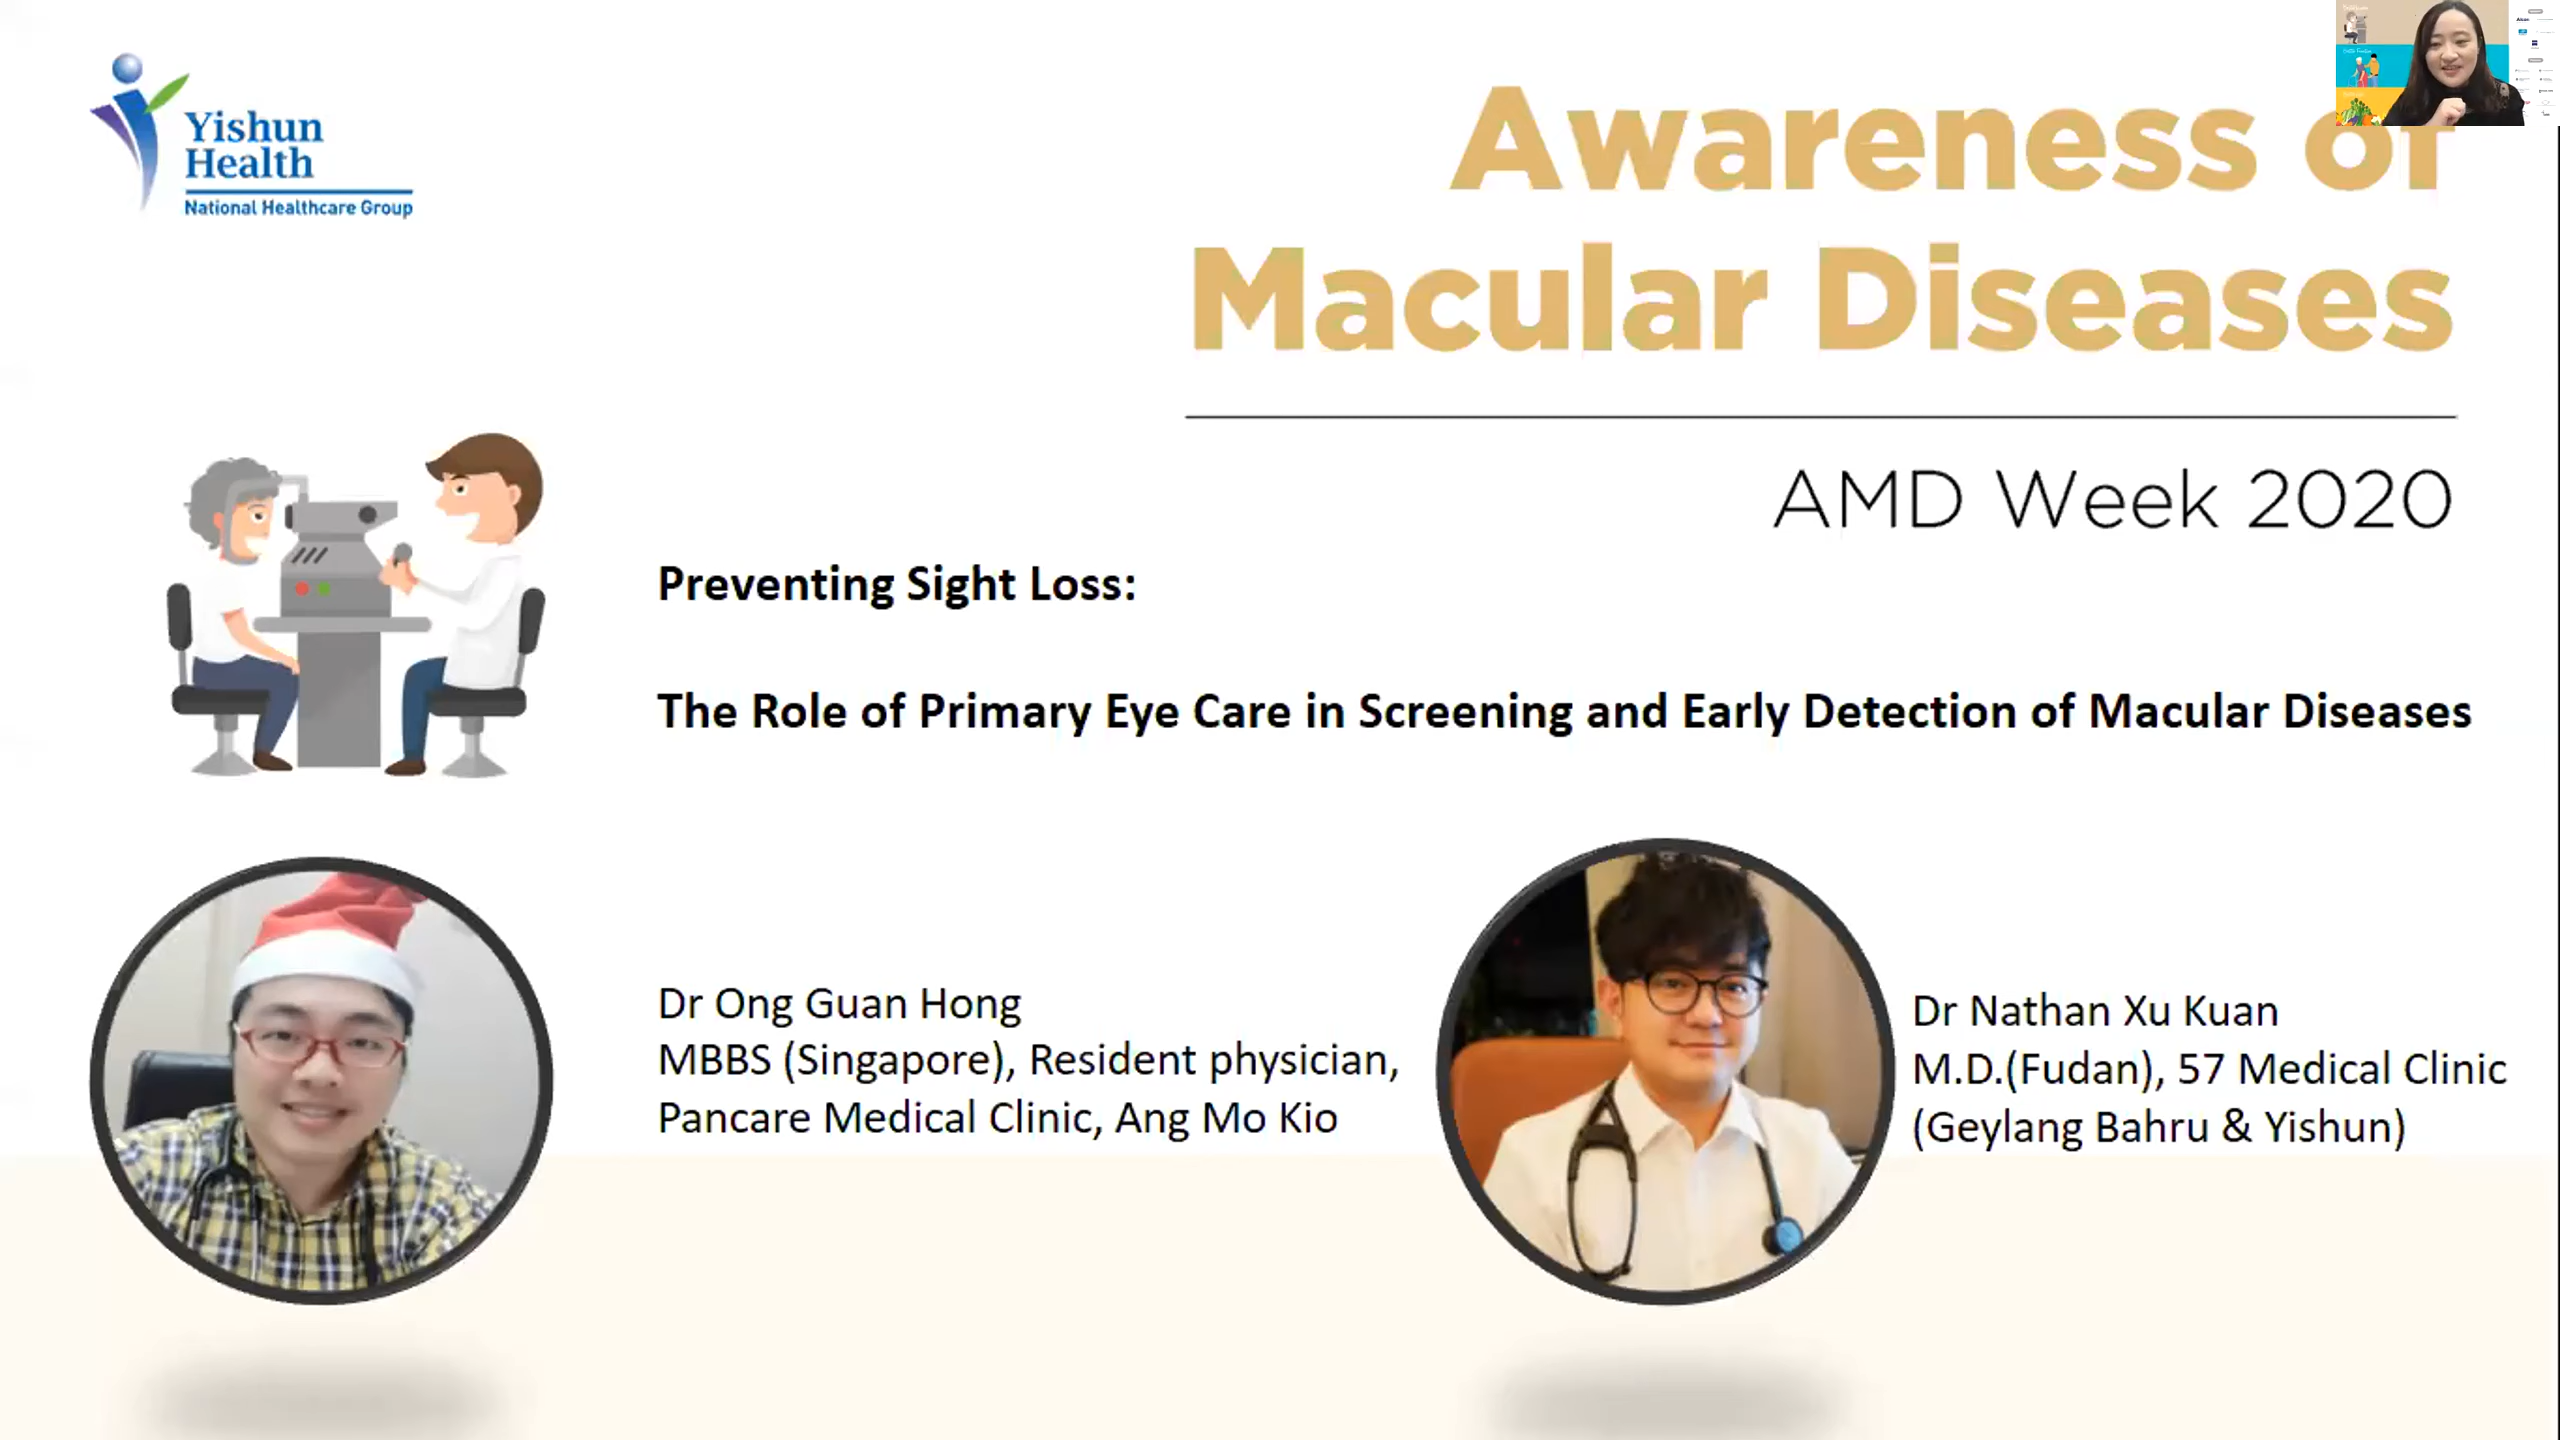 Yishun
Health
National Healthcare Group
Awareness of
Macular Diseases
AMD Week 2020
Preventing Sight Loss:
The Role of Primary Eye Care in Screening and Early Detection of Macular Diseases
Dr Ong Guan Hong
MBBS (Singapore), Resident physician,
Pancare Medical Clinic, Ang Mo Kio
Dr Nathan Xu Kuan
M.D.(Fudan), 57 Medical Clinic
(Geylang Bahru & Yishun)